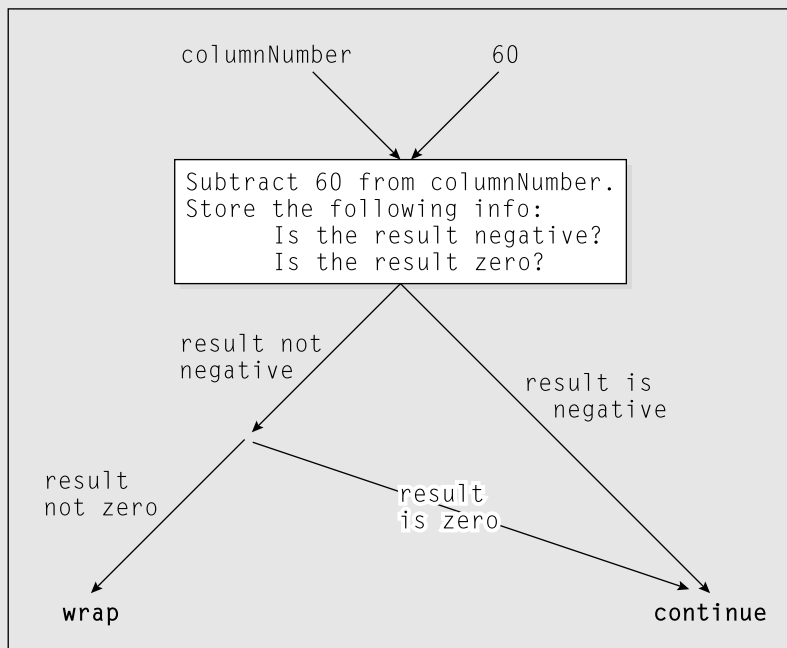 columnNumber
60
Subtract 60 from columnNumber.
Store the following info:
Is the result negative?
Is the result zero?
result not
negative
result is
negative
result
not zero
result
is zero
wrap
continue